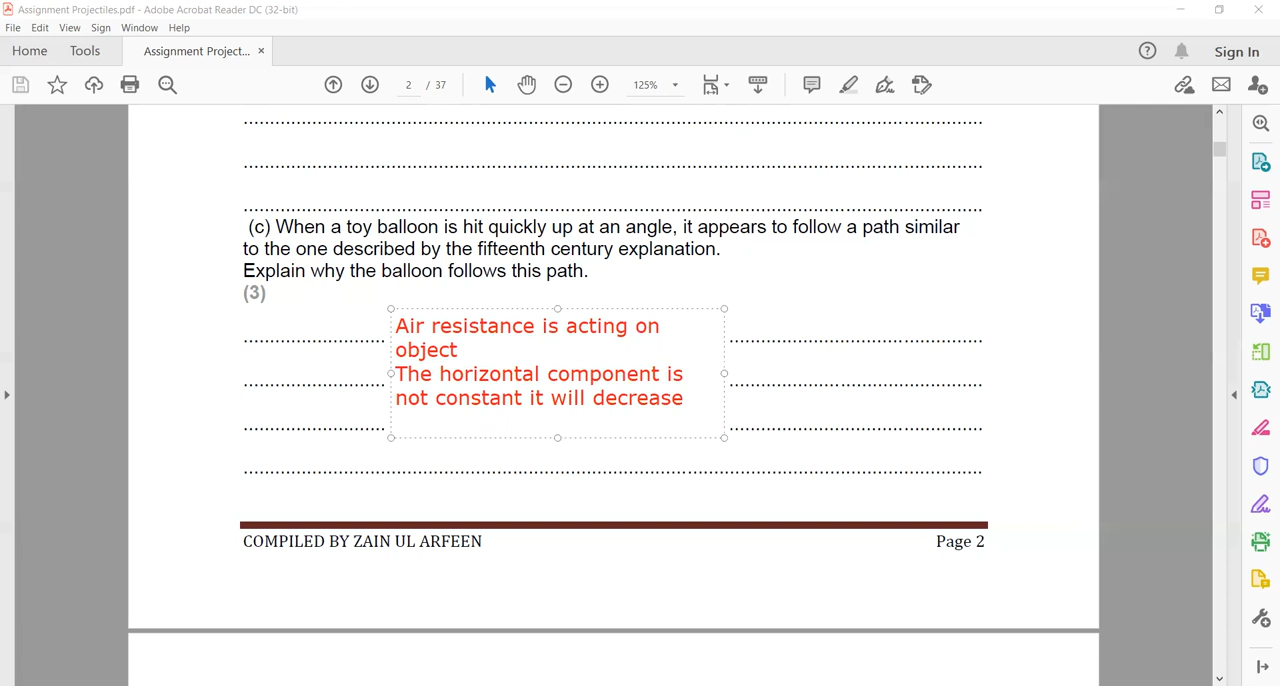 Assignment Projectiles.pdf - Adobe Acrobat Reader DC (32-bit)
File Edit View Sign Window Help
Home Tools Assignment Project... ×
Sign In
2 / 37 125%
(c) When a toy balloon is hit quickly up at an angle, it appears to follow a path similar
to the one described by the fifteenth century explanation.
Explain why the balloon follows this path.
(3)
Air resistance is acting on
object
The horizontal component is
not constant it will decrease
COMPILED BY ZAIN UL ARFEEN Page 2